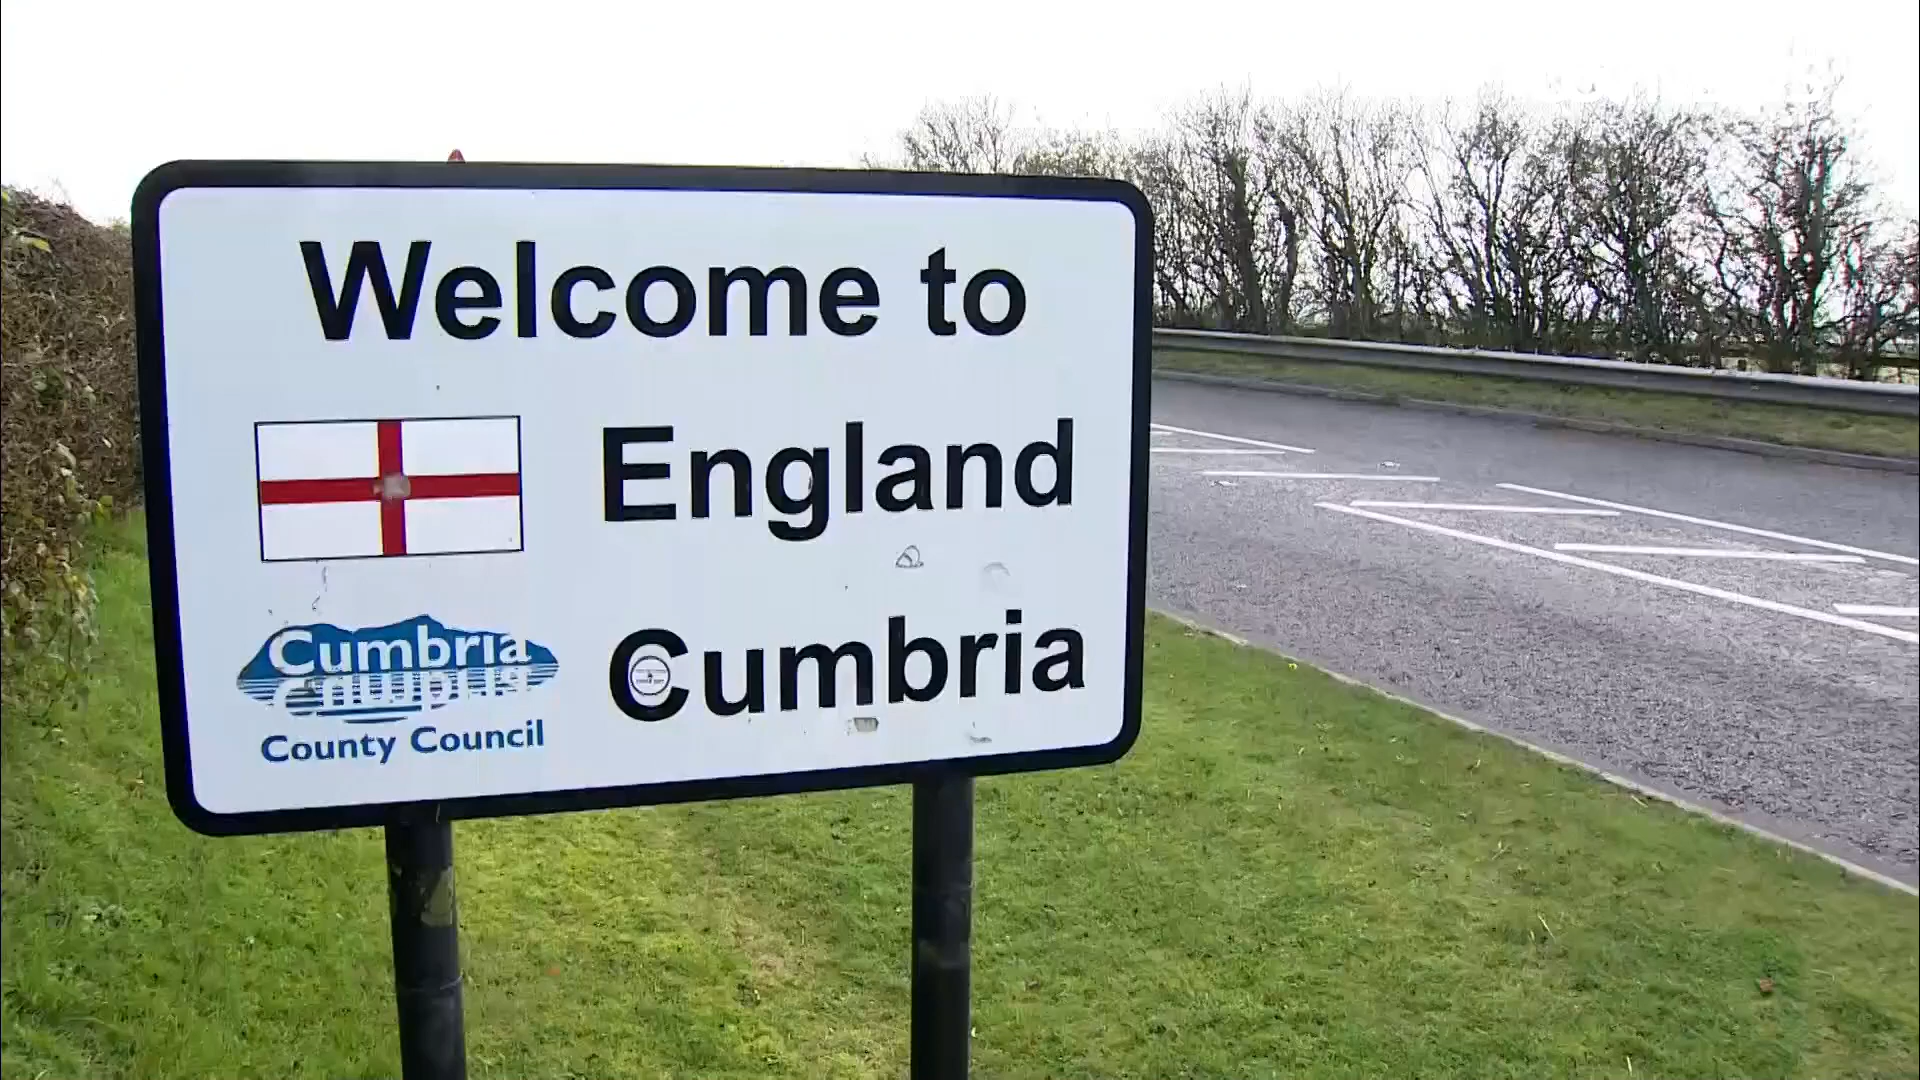 Welcome to
England
Cumbria
Cumbria
County Council